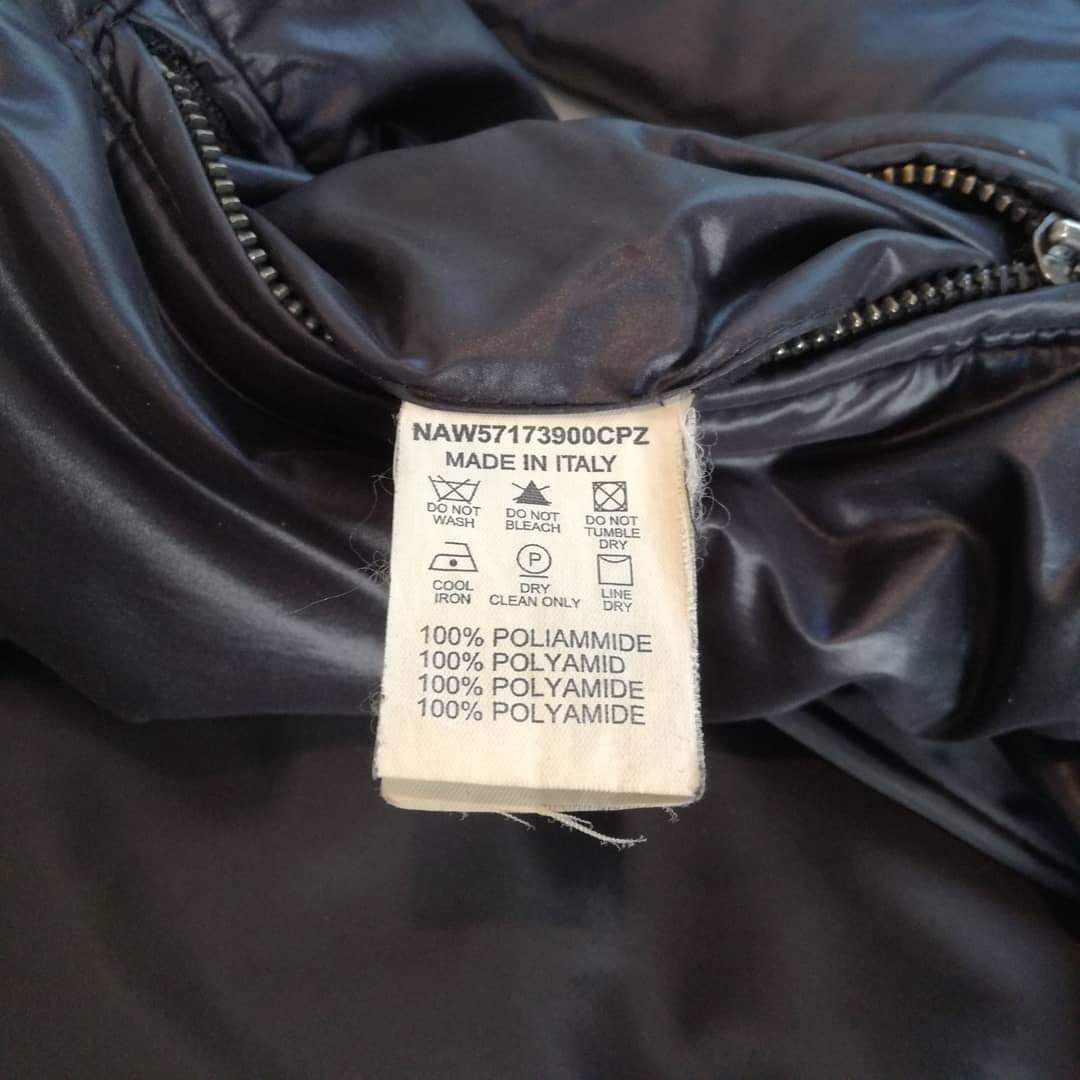 NAW57173900CPZ
MADE IN ITALY
DO NOT WASH
DO NOT BLEACH
DO NOT TUMBLE DRY
COOL IRON
P
DRY CLEAN ONLY
LINE DRY
100% POLIAMMIDE
100% POLYAMID
100% POLYAMIDE
100% POLYAMIDE